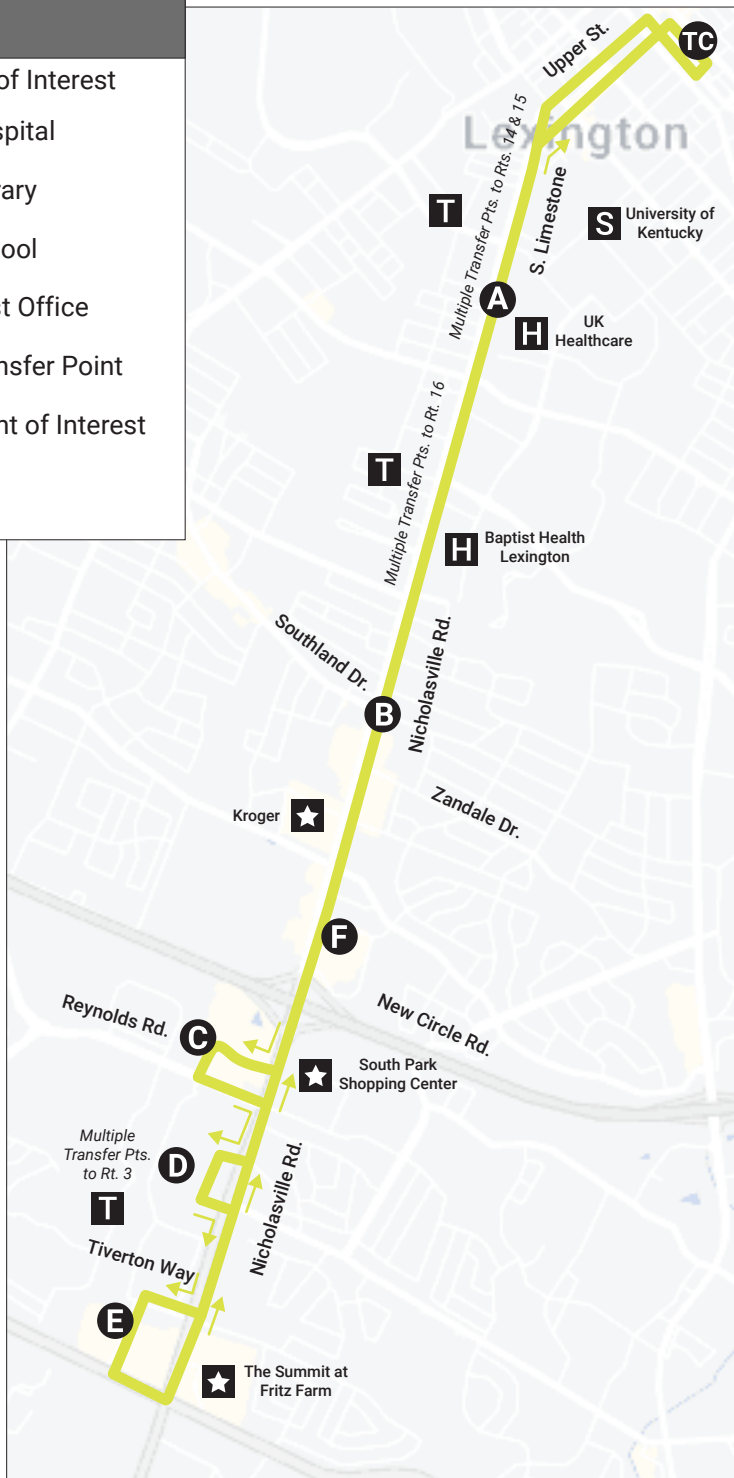 of Interest
spital
ary
ool
t Office
nsfer Point
nt of Interest
TC
Upper St.
Lexington
Multiple Transfer Pts. to Rts. 14 & 15
T
S. Limestone
S
University of
Kentucky
A
H
UK
Healthcare
Multiple Transfer Pts. to Rt. 16
T
H
Baptist Health
Lexington
Southland Dr.
B
Nicholasville Rd.
Zandale Dr.
Kroger
F
Reynolds Rd.
C
New Circle Rd.
South Park
Shopping Center
Multiple
Transfer Pts.
to Rt. 3
D
T
Nicholasville Rd.
Tiverton Way
E
The Summit at
Fritz Farm